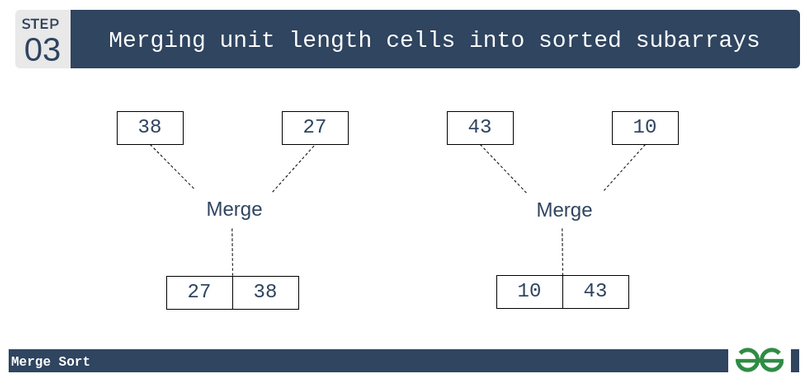 STEP
03
Merging unit length cells into sorted subarrays
38 27 43 10
Merge Merge
27 38 10 43
Merge Sort